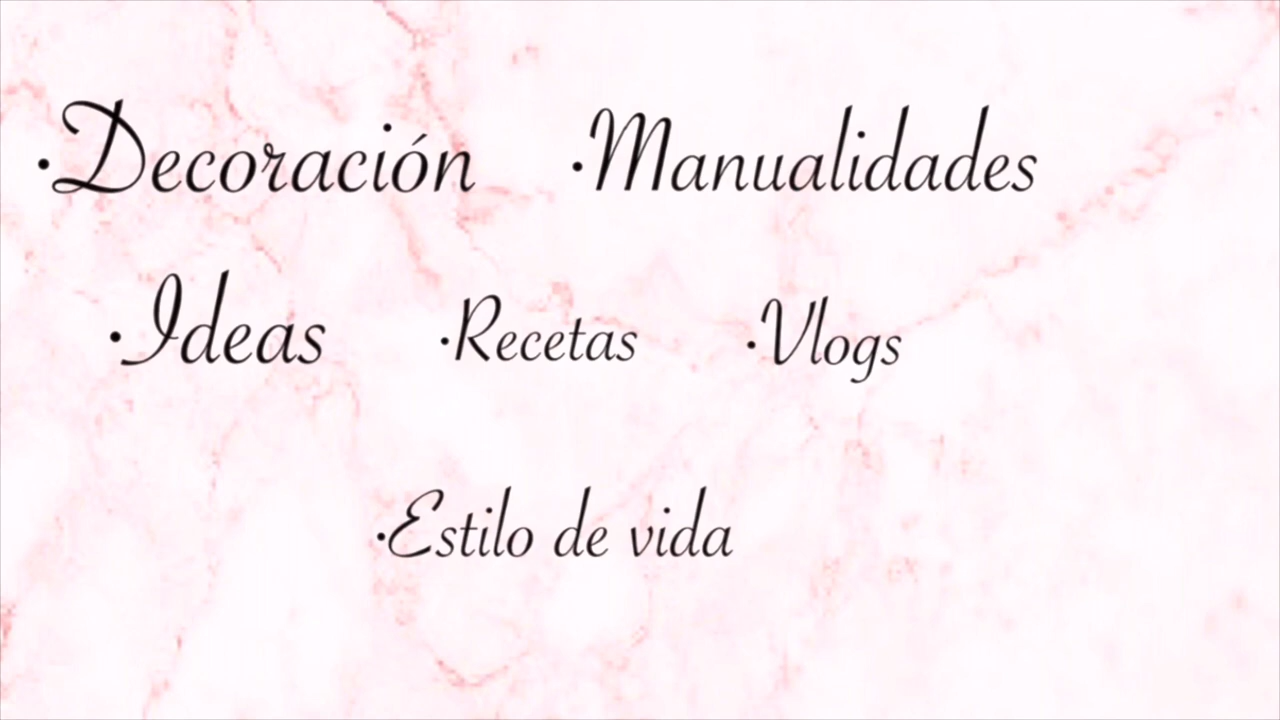 ·Decoración ·Manualidades
·Ideas ·Recetas ·Vlogs
·Estilo de vida